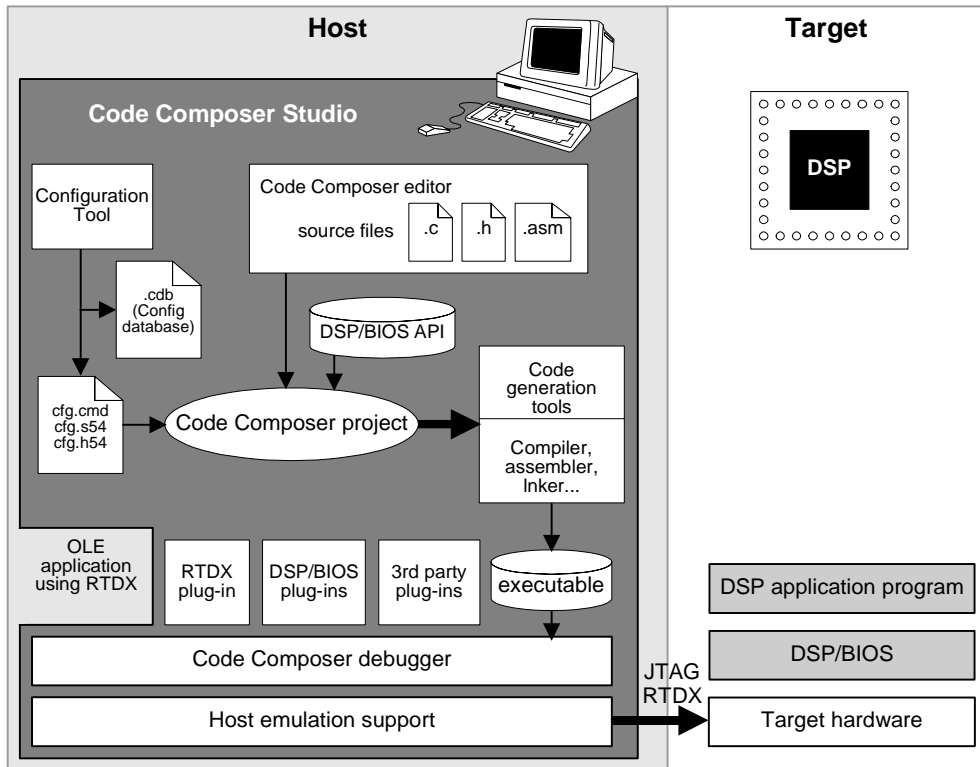 Host
Target
Code Composer Studio
DSP
Configuration
Tool
Code Composer editor
source files
.c
.h
.asm
.cdb
(Config
database)
DSP/BIOS API
cfg.cmd
cfg.s54
cfg.h54
Code Composer project
Code
generation
tools
Compiler,
assembler,
lnker...
OLE
application
using RTDX
RTDX
plug-in
DSP/BIOS
plug-ins
3rd party
plug-ins
executable
DSP application program
Code Composer debugger
DSP/BIOS
JTAG
RTDX
Host emulation support
Target hardware